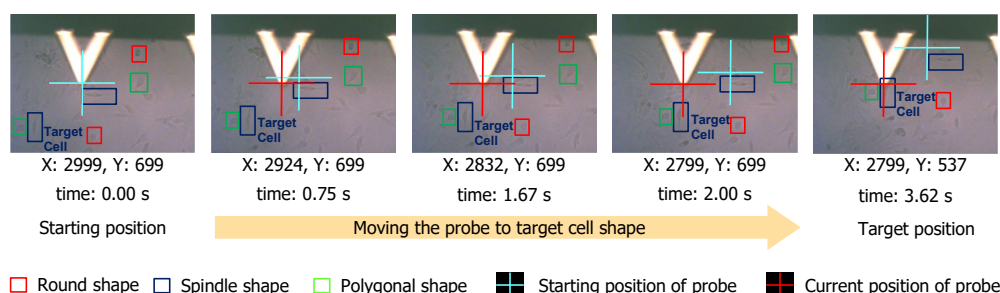 Target
Cell
Target
Cell
Target
Cell
Target
Cell
Target
Cell
X: 2999, Y: 699
X: 2924, Y: 699
X: 2832, Y: 699
X: 2799, Y: 699
X: 2799, Y: 537
time: 0.00 s
time: 0.75 s
time: 1.67 s
time: 2.00 s
time: 3.62 s
Starting position
Moving the probe to target cell shape
Target position
Round shape
Spindle shape
Polygonal shape
Starting position of probe
Current position of probe